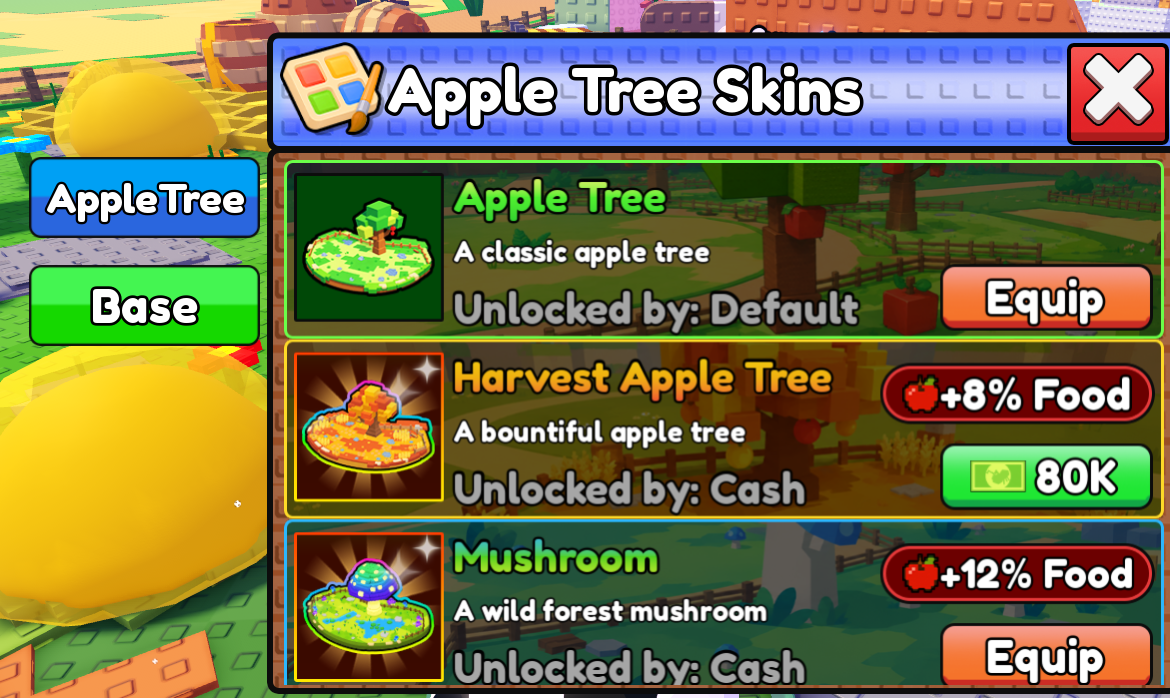 Apple Tree Skins
AppleTree
Base
Apple Tree
A classic apple tree
Unlocked by: Default
Equip
Harvest Apple Tree
A bountiful apple tree
Unlocked by: Cash
+8% Food
80K
Mushroom
A wild forest mushroom
Unlocked by: Cash
+12% Food
Equip